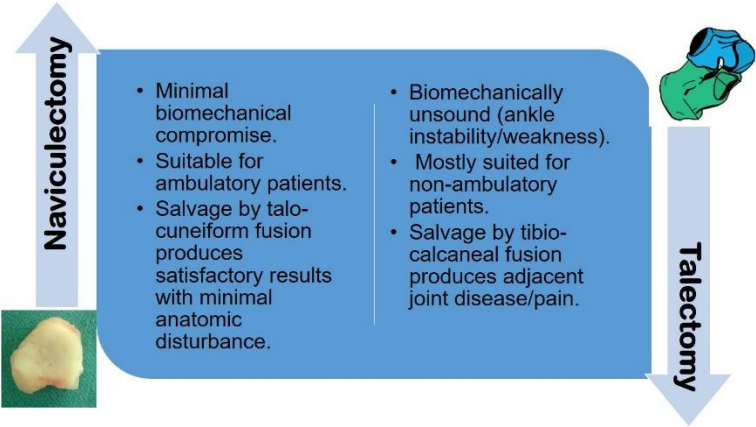 Naviculectomy
• Minimal
biomechanical
compromise.
• Suitable for
ambulatory patients.
• Salvage by talo-
cuneiform fusion
produces
satisfactory results
with minimal
anatomic
disturbance.
• Biomechanically
unsound (ankle
instability/weakness).
• Mostly suited for
non-ambulatory
patients.
• Salvage by tibio-
calcaneal fusion
produces adjacent
joint disease/pain.
Talectomy